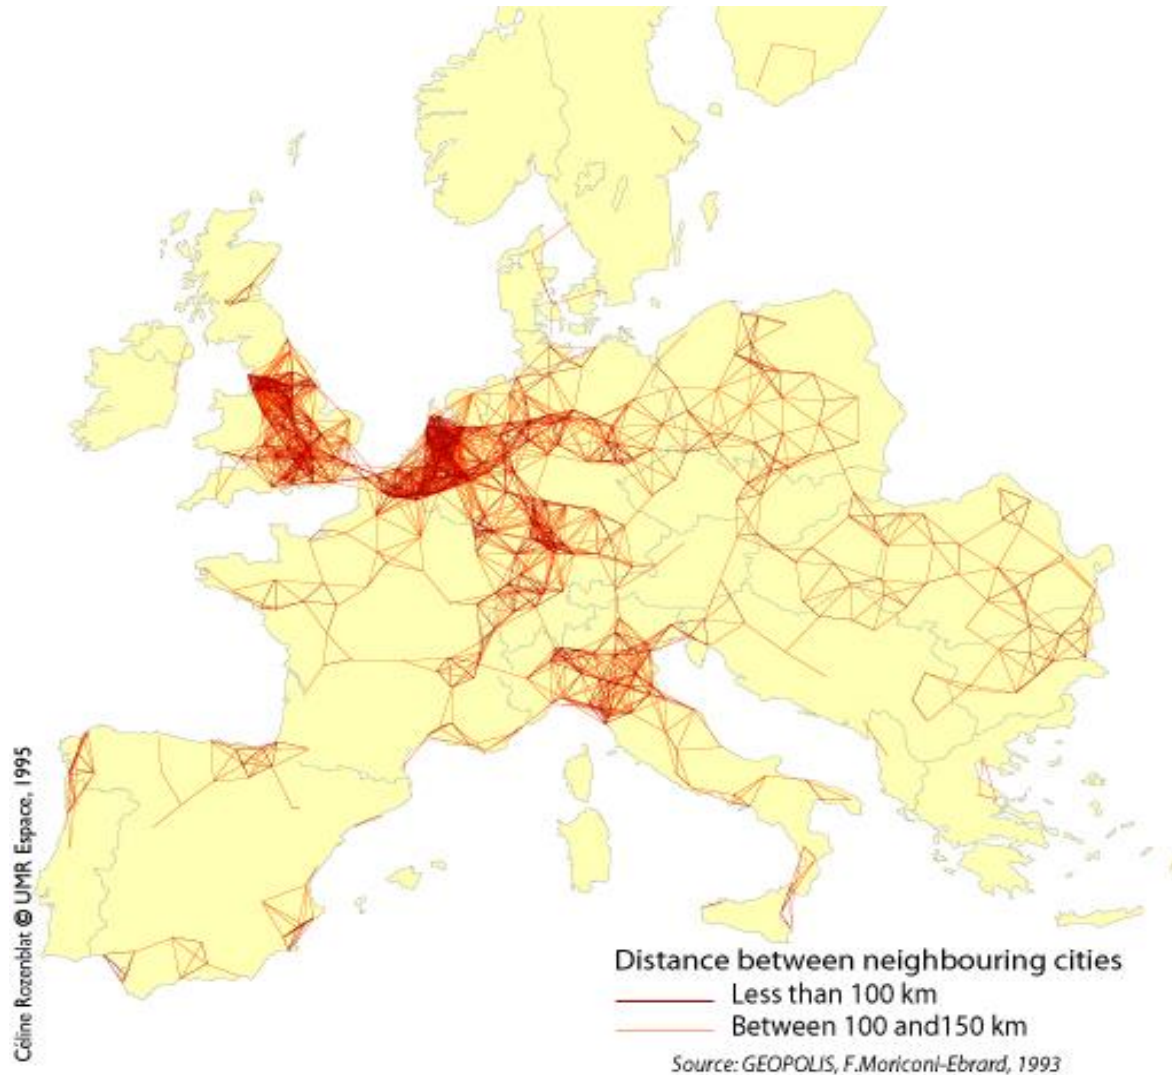 Céline Rozenblat © UMR Espace, 1995
Distance between neighbouring cities
Less than 100 km
Between 100 and150 km
Source: GEOPOLIS, F.Moriconi-Ebrard, 1993